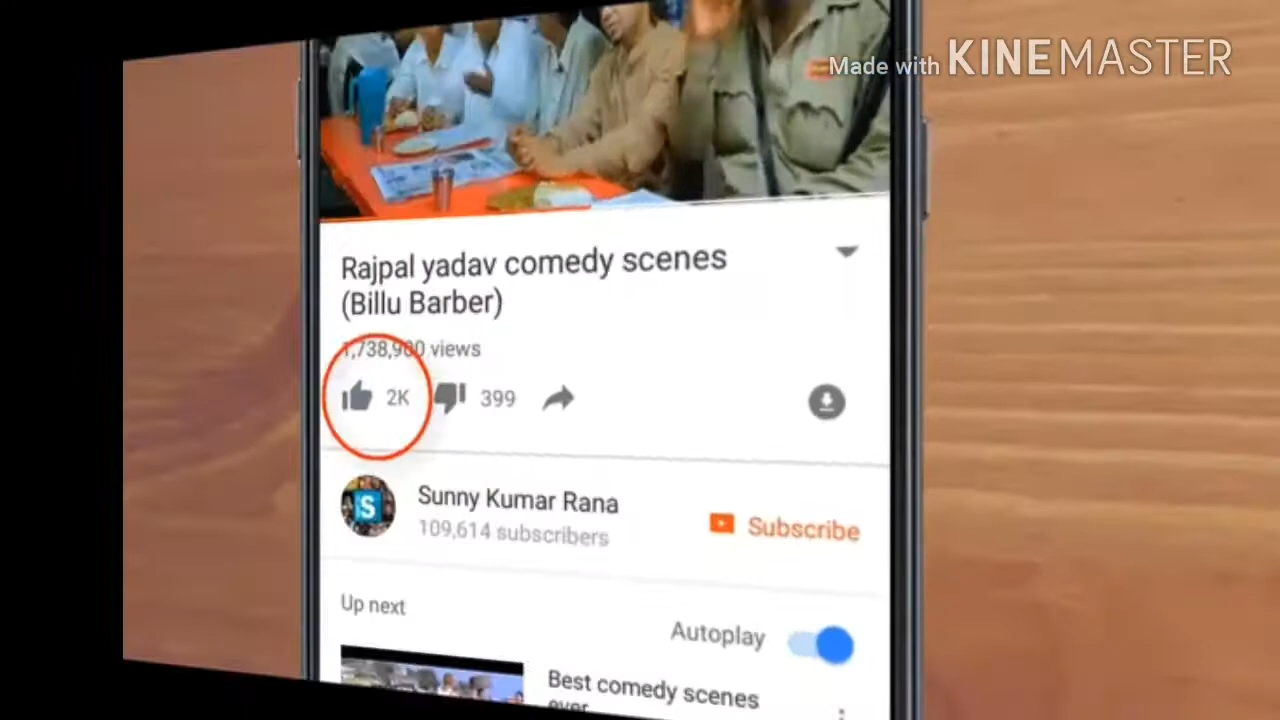 Made with KINEMASTER
Rajpal yadav comedy scenes
(Billu Barber)
1,738,900 views
2K 399
S
Sunny Kumar Rana
109,614 subscribers
Subscribe
Up next
Autoplay
Best comedy scenes
ever